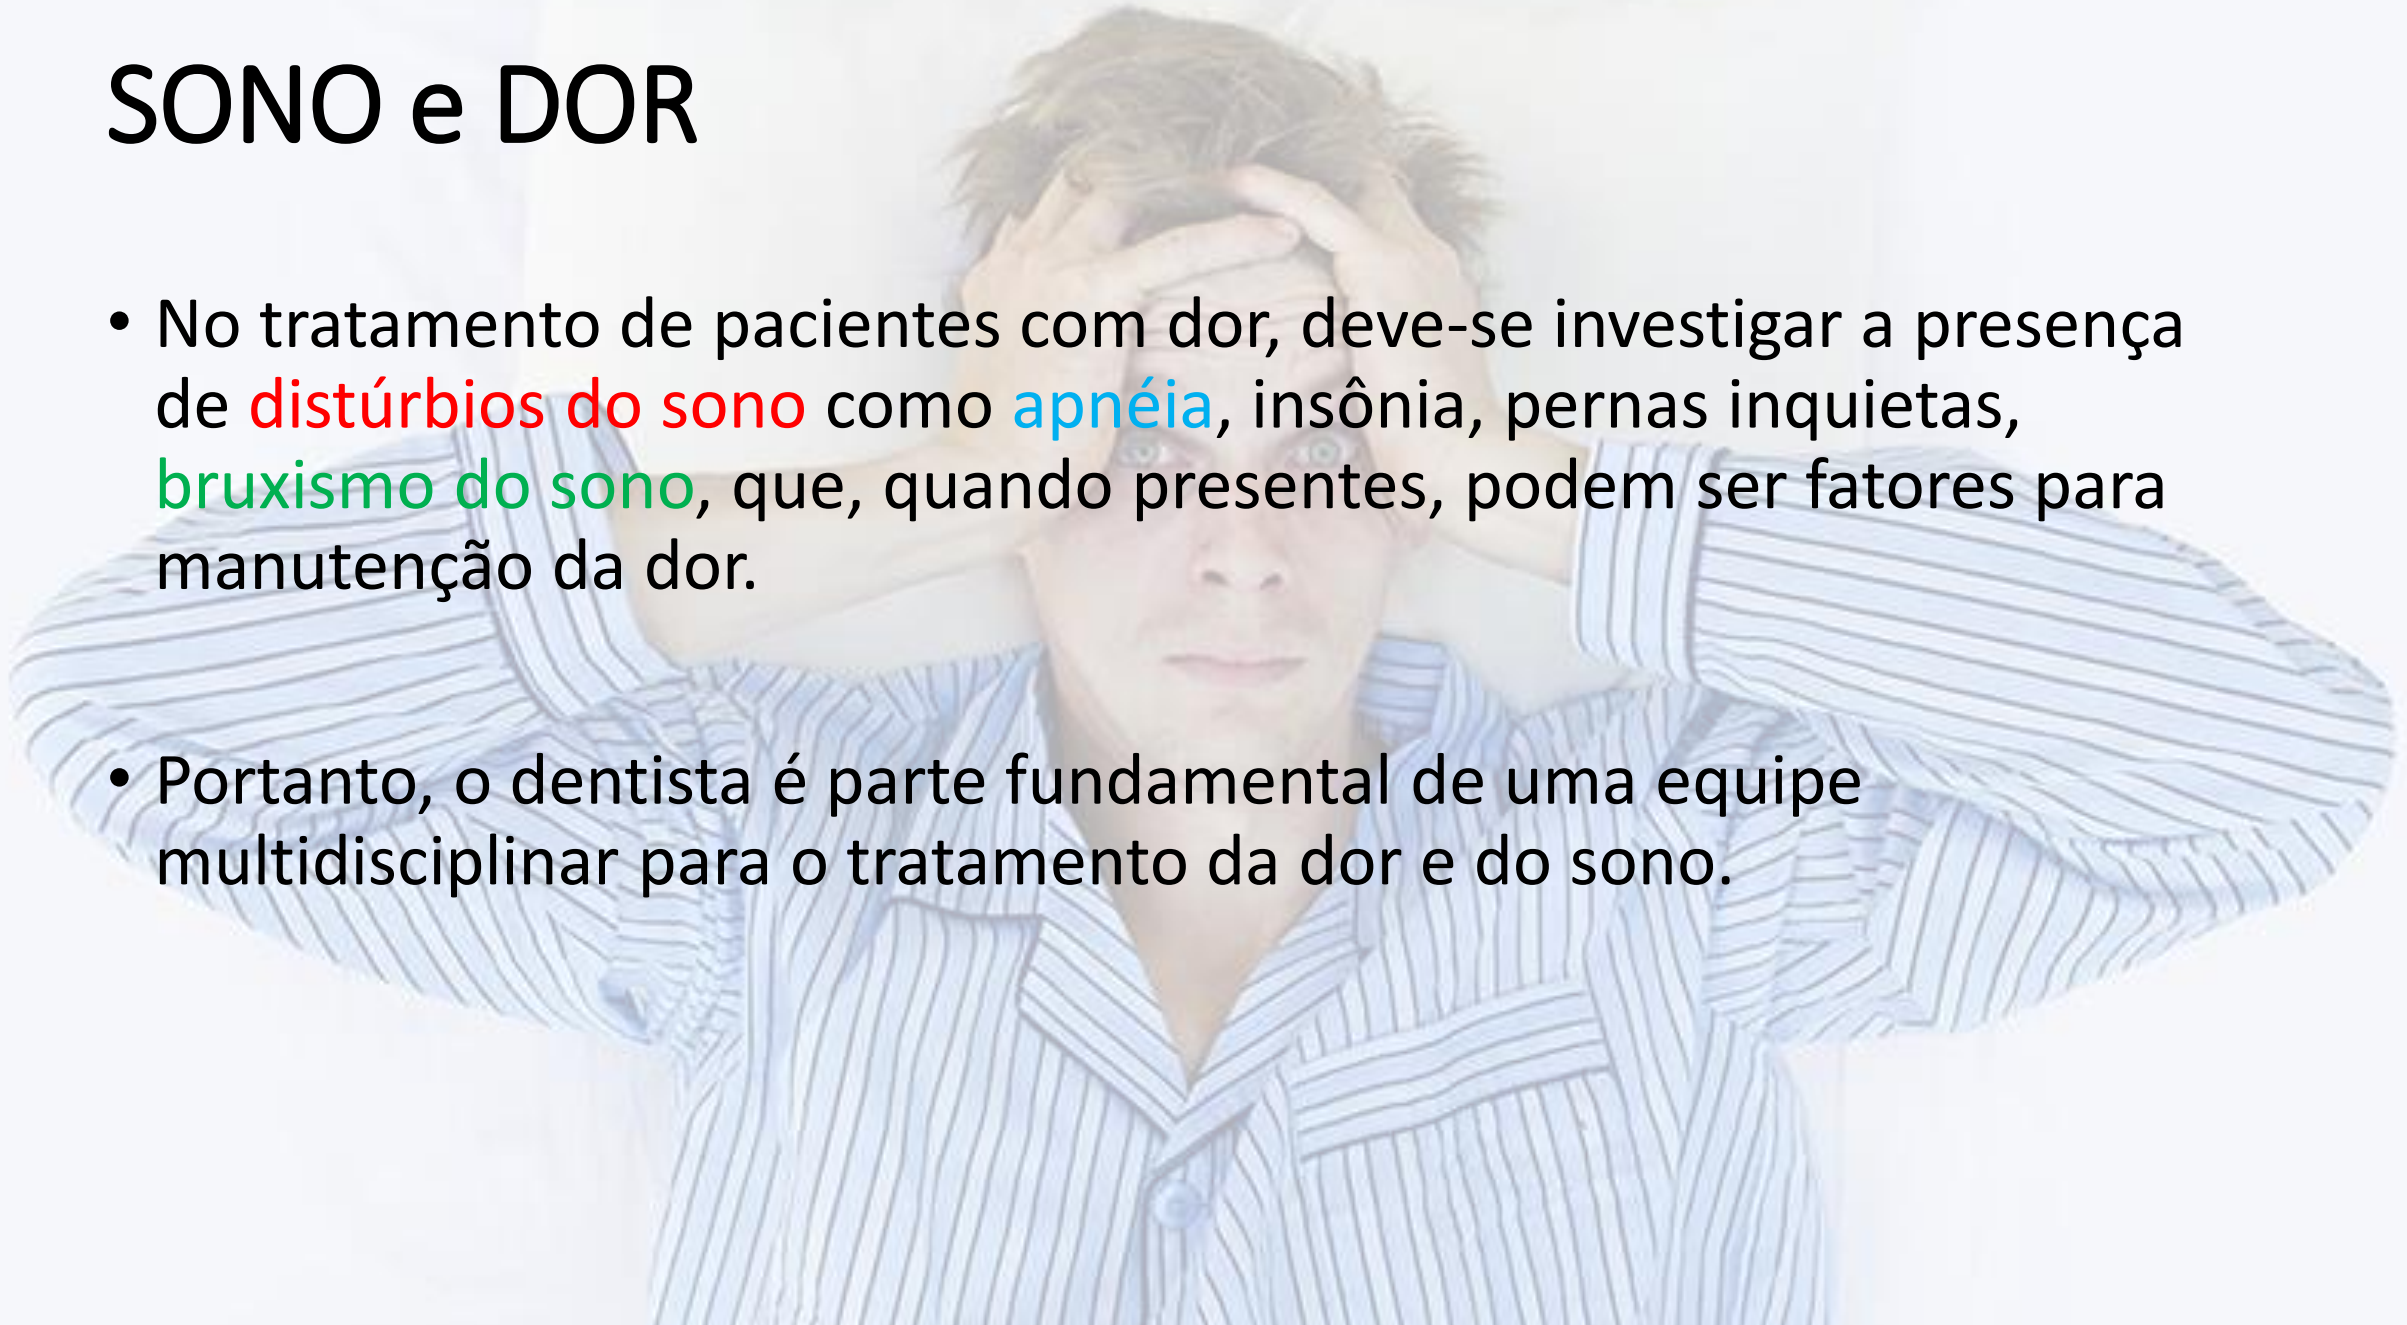 SONO e DOR
• No tratamento de pacientes com dor, deve-se investigar a presença
de distúrbios do sono como apnéia, insônia, pernas inquietas,
bruxismo do sono, que, quando presentes, podem ser fatores para
manutenção da dor.
• Portanto, o dentista é parte fundamental de uma equipe
multidisciplinar para o tratamento da dor e do sono.